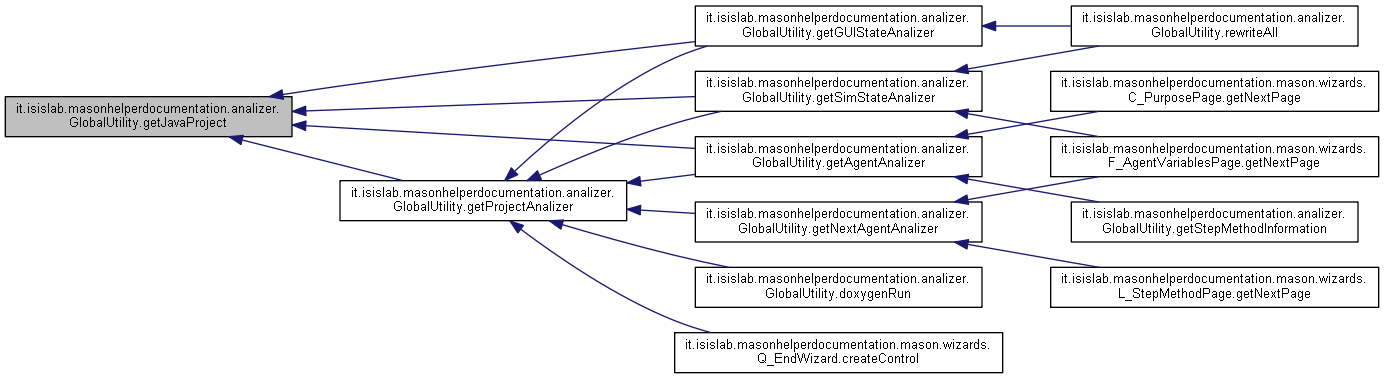 it.isislab.masonhelperdocumentation.analizer.
GlobalUtility.getJavaProject
it.isislab.masonhelperdocumentation.analizer.
GlobalUtility.getProjectAnalizer
it.isislab.masonhelperdocumentation.analizer.
GlobalUtility.getGUIStateAnalizer
it.isislab.masonhelperdocumentation.analizer.
GlobalUtility.getSimStateAnalizer
it.isislab.masonhelperdocumentation.analizer.
GlobalUtility.getAgentAnalizer
it.isislab.masonhelperdocumentation.analizer.
GlobalUtility.getNextAgentAnalizer
it.isislab.masonhelperdocumentation.analizer.
GlobalUtility.doxygenRun
it.isislab.masonhelperdocumentation.mason.wizards.
Q_EndWizard.createControl
it.isislab.masonhelperdocumentation.analizer.
GlobalUtility.rewriteAll
it.isislab.masonhelperdocumentation.mason.wizards.
C_PurposePage.getNextPage
it.isislab.masonhelperdocumentation.mason.wizards.
F_AgentVariablesPage.getNextPage
it.isislab.masonhelperdocumentation.analizer.
GlobalUtility.getStepMethodInformation
it.isislab.masonhelperdocumentation.mason.wizards.
L_StepMethodPage.getNextPage